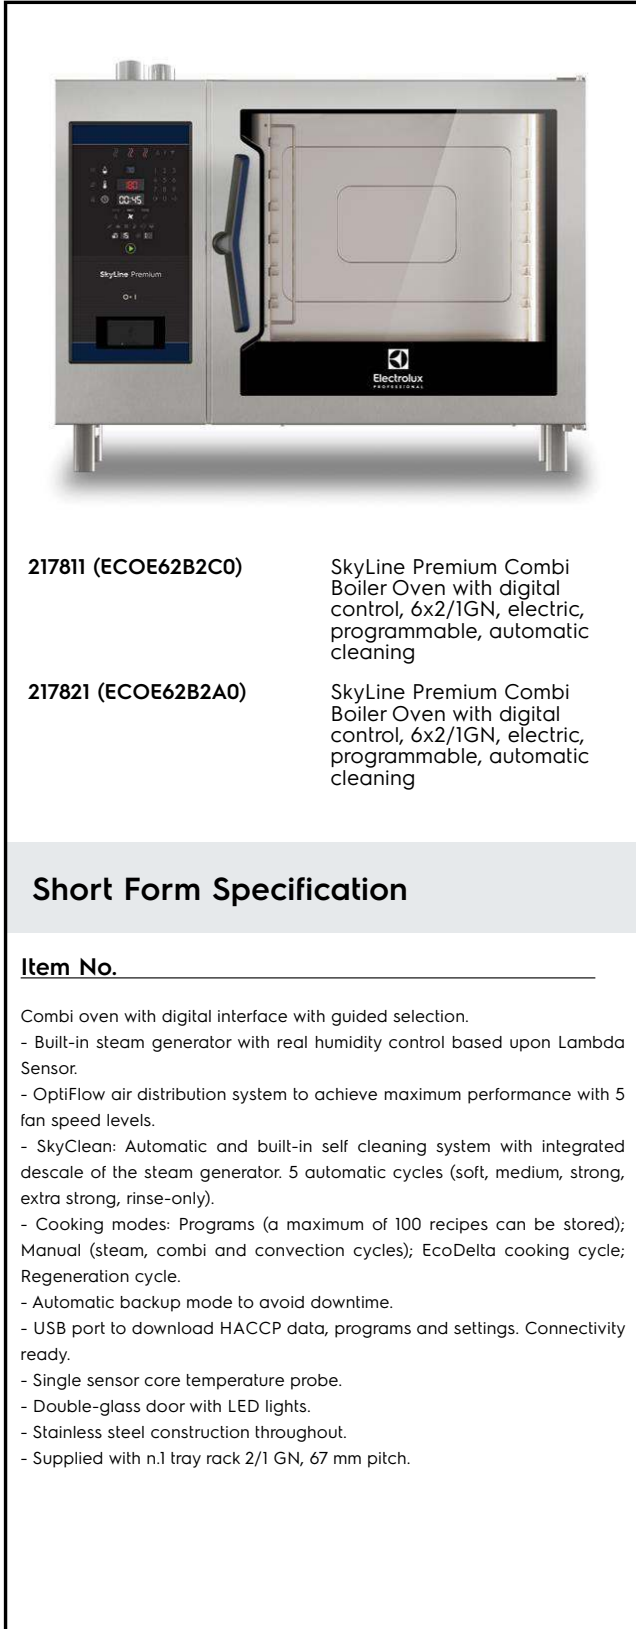 180
00:45
SkyLine Premium
Electrolux
PROFESSIONAL
217811 (ECOE62B2C0)
SkyLine Premium Combi
Boiler Oven with digital
control, 6x2/1GN, electric,
programmable, automatic
cleaning
217821 (ECOE62B2A0)
SkyLine Premium Combi
Boiler Oven with digital
control, 6x2/1GN, electric,
programmable, automatic
cleaning
Short Form Specification
Item No.
Combi oven with digital interface with guided selection.
- Built-in steam generator with real humidity control based upon Lambda
Sensor.
- OptiFlow air distribution system to achieve maximum performance with 5
fan speed levels.
- SkyClean: Automatic and built-in self cleaning system with integrated
descale of the steam generator. 5 automatic cycles (soft, medium, strong,
extra strong, rinse-only).
- Cooking modes: Programs (a maximum of 100 recipes can be stored);
Manual (steam, combi and convection cycles); EcoDelta cooking cycle;
Regeneration cycle.
- Automatic backup mode to avoid downtime.
- USB port to download HACCP data, programs and settings. Connectivity
ready.
- Single sensor core temperature probe.
- Double-glass door with LED lights.
- Stainless steel construction throughout.
- Supplied with n.1 tray rack 2/1 GN, 67 mm pitch.